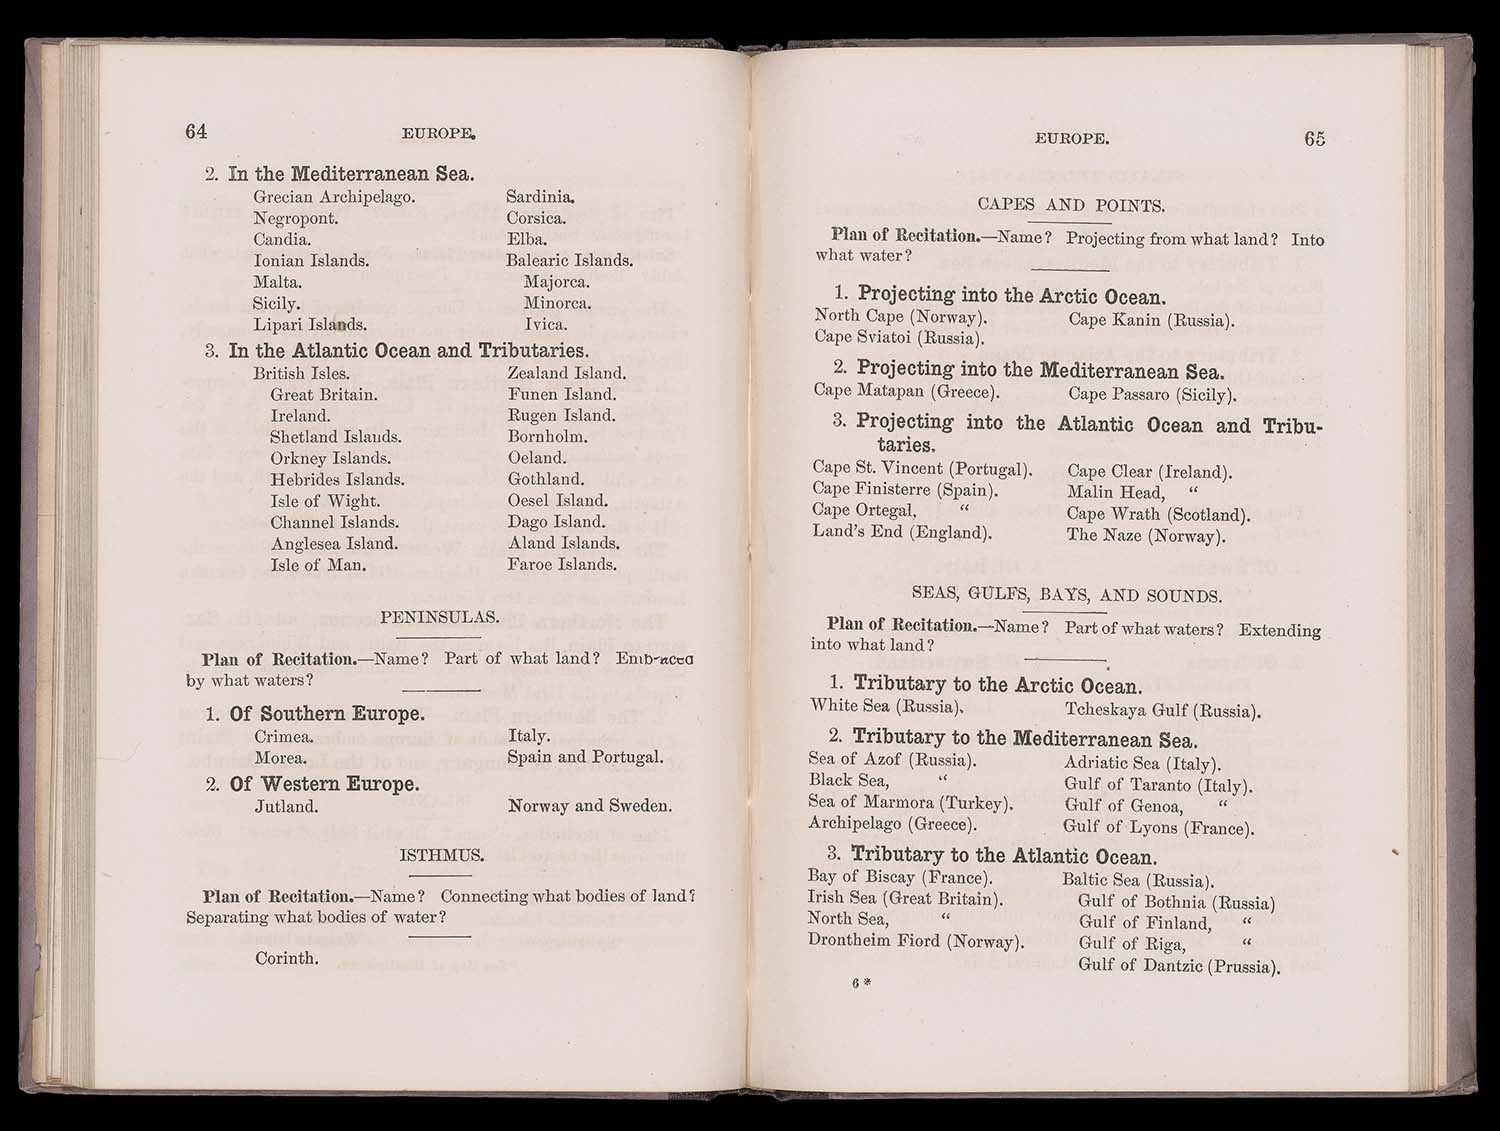 64 EUROPE.
2. In the Mediterranean Sea.
Grecian Archipelago. Sardinia.
Negropont. Corsica.
Candia. Elba.
Ionian Islands. Balearic Islands.
Malta. Majorca.
Sicily. Minorca.
Lipari Islands. Ivica.
3. In the Atlantic Ocean and Tributaries.
British Isles. Zealand Island.
Great Britain. Funen Island.
Ireland. Rugen Island.
Shetland Islands. Bornholm.
Orkney Islands. Oeland.
Hebrides Islands. Gothland.
Isle of Wight. Oesel Island.
Channel Islands. Dago Island.
Anglesea Island. Aland Islands.
Isle of Man. Faroe Islands.
PENINSULAS.
Plan of Recitation.—Name? Part of what land?
by what waters?
1. Of Southern Europe.
Crimea. Italy.
Morea. Spain and Portugal.
2. Of Western Europe.
Jutland. Norway and Sweden.
ISTHMUS.
Plan of Recitation.—Name? Connecting what bodies of land?
Separating what bodies of water?
Corinth.
EUROPE. 65
CAPES AND POINTS.
Plan of Recitation.—Name? Projecting from what land? Into
what water?
1. Projecting into the Arctic Ocean.
North Cape (Norway). Cape Kanin (Russia).
Cape Sviatoi (Russia).
2. Projecting into the Mediterranean Sea.
Cape Matapan (Greece). Cape Passaro (Sicily).
3. Projecting into the Atlantic Ocean and Tribu-
taries.
Cape St. Vincent (Portugal). Cape Clear (Ireland).
Cape Finisterre (Spain). Malin Head, “
Cape Ortegal, “ Cape Wrath (Scotland).
Land's End (England). The Naze (Norway).
SEAS, GULFS, BAYS, AND SOUNDS.
Plan of Recitation.—Name? Part of what waters? Extending
into what land?
1. Tributary to the Arctic Ocean.
White Sea (Russia). Tcheskaya Gulf (Russia).
2. Tributary to the Mediterranean Sea.
Sea of Azof (Russia). Adriatic Sea (Italy).
Black Sea, “ Gulf of Taranto (Italy).
Sea of Marmora (Turkey). Gulf of Genoa, “
Archipelago (Greece). Gulf of Lyons (France).
3. Tributary to the Atlantic Ocean.
Bay of Biscay (France). Baltic Sea (Russia).
Irish Sea (Great Britain). Gulf of Bothnia (Russia)
North Sea, “ Gulf of Finland, “
Drontheim Fiord (Norway). Gulf of Riga, “
Gulf of Dantzic (Prussia).
6 *